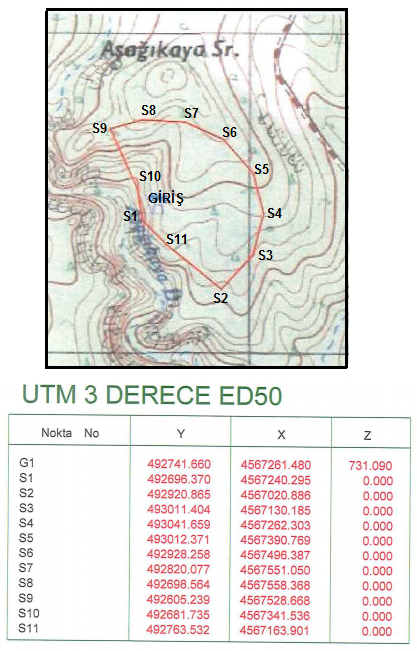 Aşağıkaya Sr.
S8
S7
S9
S6
S5
S10
GİRİŞ
S4
S1
S11
S3
S2
UTM 3 DERECE ED50
Nokta No Y X Z
G1 492741.660 4567261.480 731.090
S1 492696.370 4567240.295 0.000
S2 492920.865 4567020.886 0.000
S3 493011.404 4567130.185 0.000
S4 493041.659 4567262.303 0.000
S5 493012.371 4567390.769 0.000
S6 492928.258 4567496.387 0.000
S7 492820.077 4567551.050 0.000
S8 492698.564 4567558.368 0.000
S9 492605.239 4567528.668 0.000
S10 492681.735 4567341.536 0.000
S11 492763.532 4567163.901 0.000